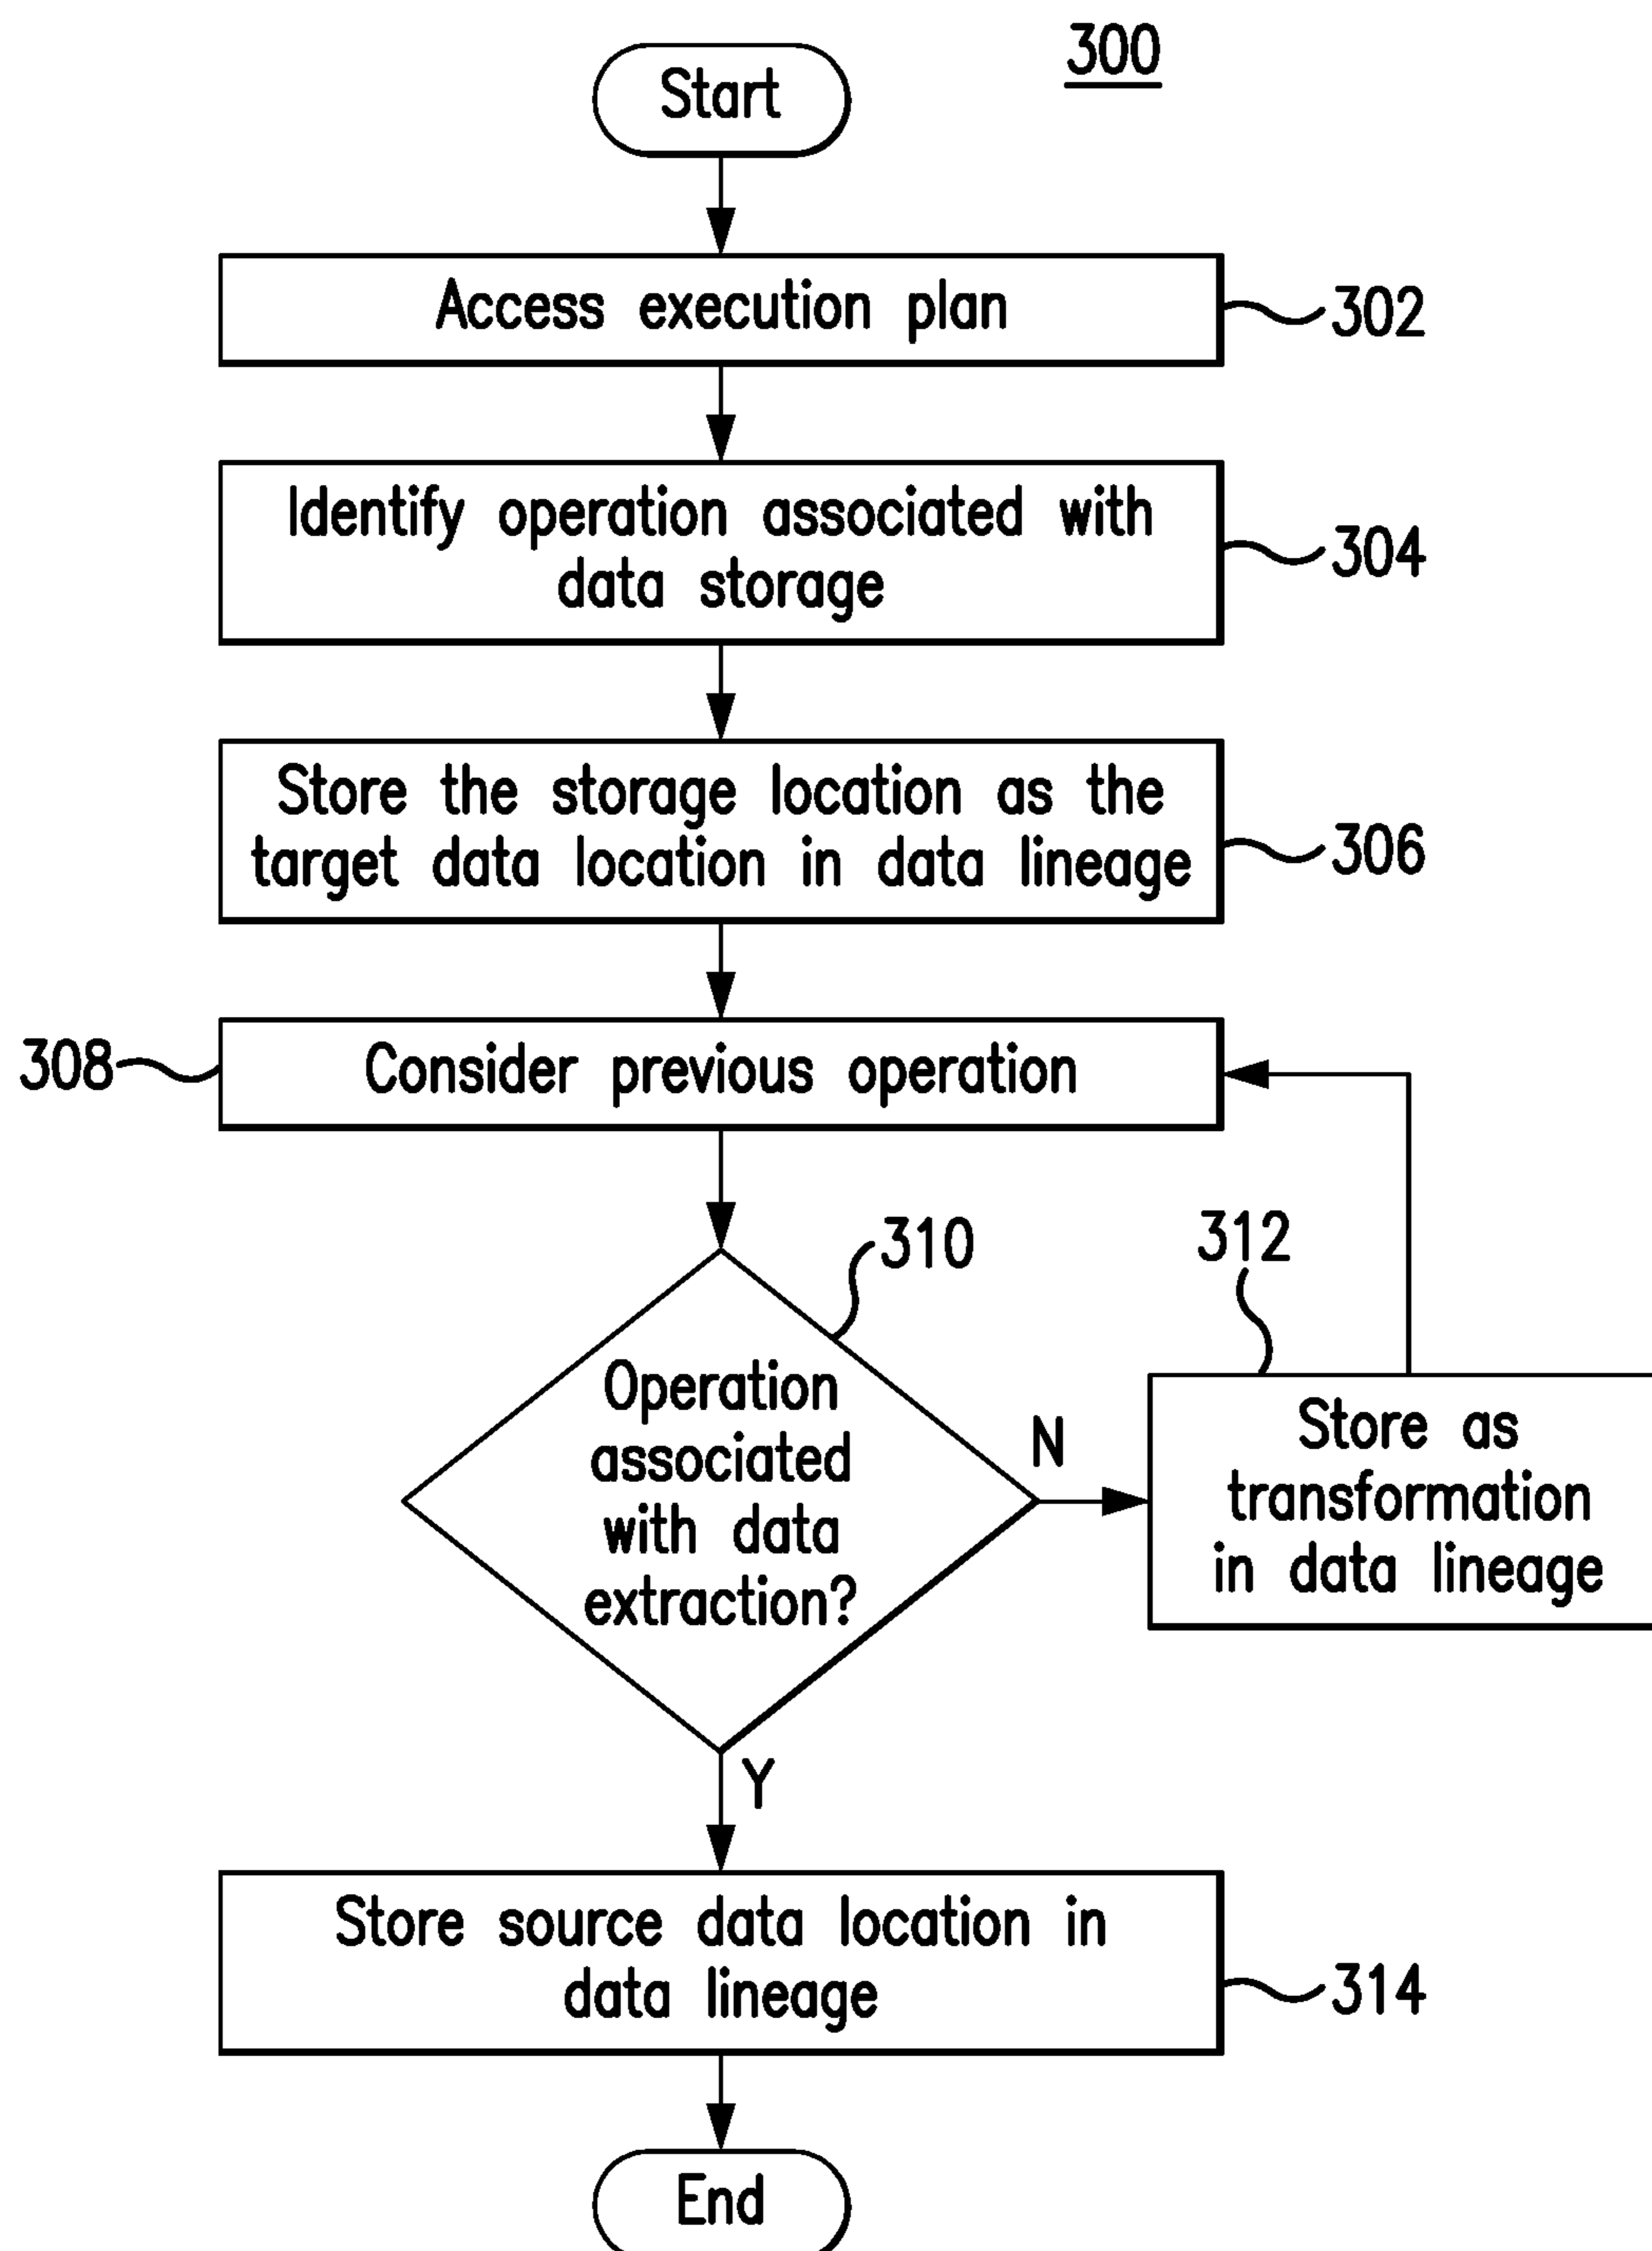 300
Start
Access execution plan
302
Identify operation associated with
data storage
304
Store the storage location as the
target data location in data lineage
306
308
Consider previous operation
310
312
Operation
associated
with data
extraction?
N
Store as
transformation
in data lineage
Y
Store source data location in
data lineage
314
End